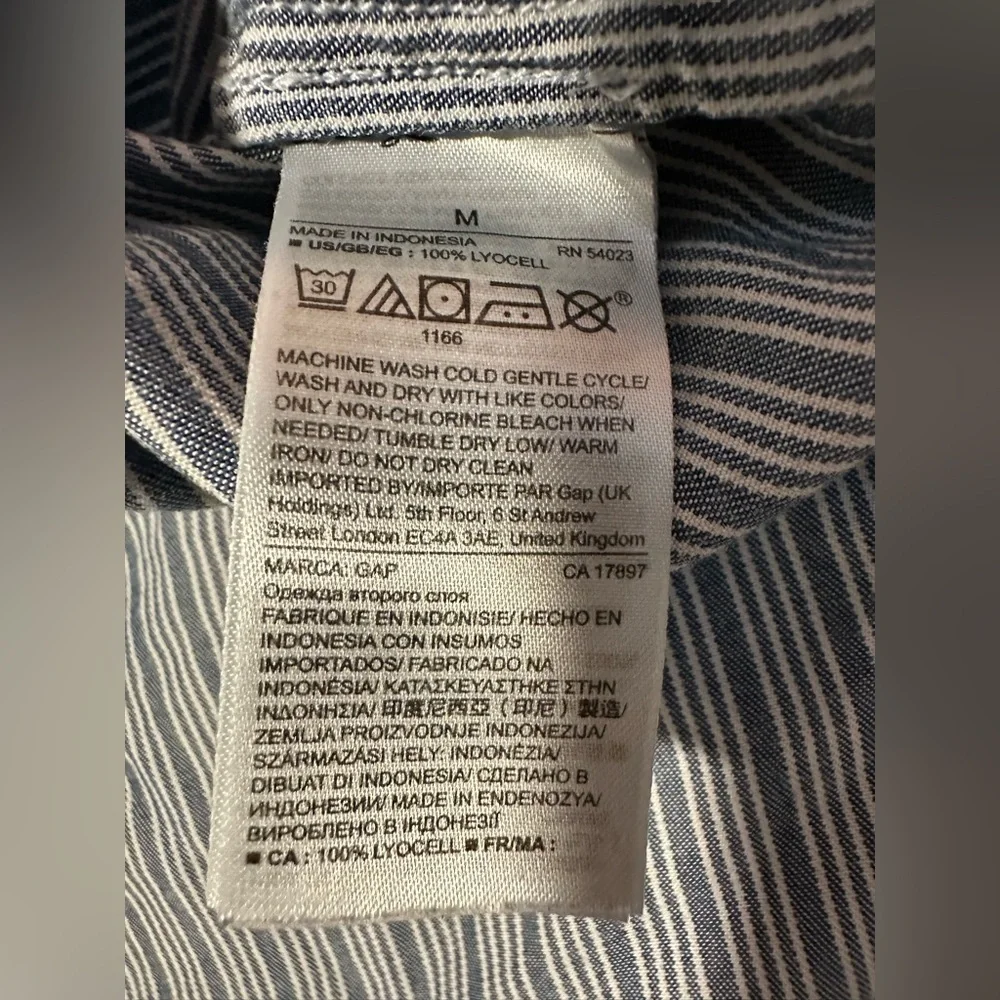 M
MADE IN INDONESIA RN 54023
■ US/GB/EG : 100% LYOCELL
30
®
1166
MACHINE WASH COLD GENTLE CYCLE/
WASH AND DRY WITH LIKE COLORS/
ONLY NON-CHLORINE BLEACH WHEN
NEEDED/ TUMBLE DRY LOW/ WARM
IRON/ DO NOT DRY CLEAN
IMPORTED BY/IMPORTE PAR Gap (UK
Holdings) Ltd. 5th Floor, 6 St Andrew
Street London EC4A 3AE, United Kingdom
MARCA: GAP CA 17897
Одежда второго слоя
FABRIQUE EN INDONISIE/ HECHO EN
INDONESIA CON INSUMOS
IMPORTADOS/ FABRICADO NA
INDONÉSIA/ ΚΑΤΑΣΚΕΥΑΣΤΗΚΕ ΣΤΗΝ
ΙΝΔΟΝΗΣΙΑ/ 印度尼西亞（印尼）製造/
ZEMLJA PROIZVODNJE INDONEZIJA/
SZÁRMAZÁSI HELY: INDONÉZIA/
DIBUAT DI INDONESIA/ СДЕЛАНО В
ИНДОНЕЗИИ/ MADE IN ENDENOZYA/
ВИРОБЛЕНО В ІНДОНЕЗІЇ
■ CA : 100% LYOCELL ■ FR/MA :